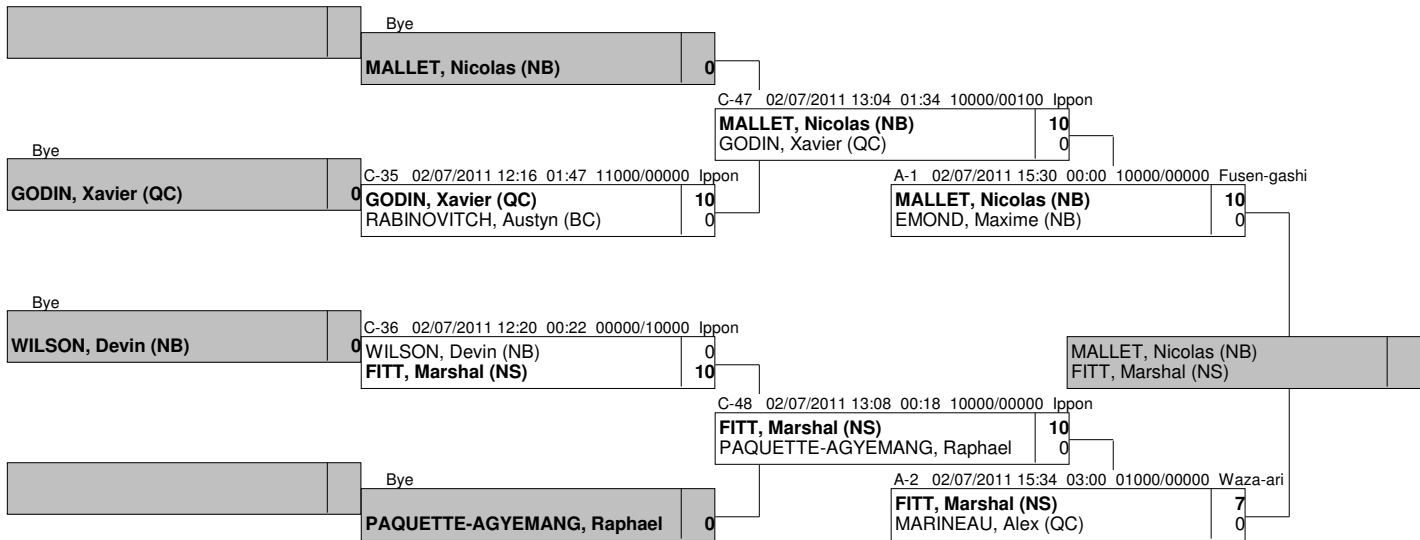 Bye
MALLET, Nicolas (NB) 0
C-47 02/07/2011 13:04 01:34 10000/00100 Ippon
MALLET, Nicolas (NB) 10
GODIN, Xavier (QC) 0
Bye
GODIN, Xavier (QC) 0
C-35 02/07/2011 12:16 01:47 11000/00000 Ippon
GODIN, Xavier (QC) 10
RABINOVITCH, Austyn (BC) 0
A-1 02/07/2011 15:30 00:00 10000/00000 Fusen-gashi
MALLET, Nicolas (NB) 10
EMOND, Maxime (NB) 0
Bye
WILSON, Devin (NB) 0
C-36 02/07/2011 12:20 00:22 00000/10000 Ippon
WILSON, Devin (NB) 0
FITT, Marshal (NS) 10
MALLET, Nicolas (NB)
FITT, Marshal (NS)
C-48 02/07/2011 13:08 00:18 10000/00000 Ippon
FITT, Marshal (NS) 10
PAQUETTE-AGYEMANG, Raphael 0
Bye
PAQUETTE-AGYEMANG, Raphael 0
A-2 02/07/2011 15:34 03:00 01000/00000 Waza-ari
FITT, Marshal (NS) 7
MARINEAU, Alex (QC) 0